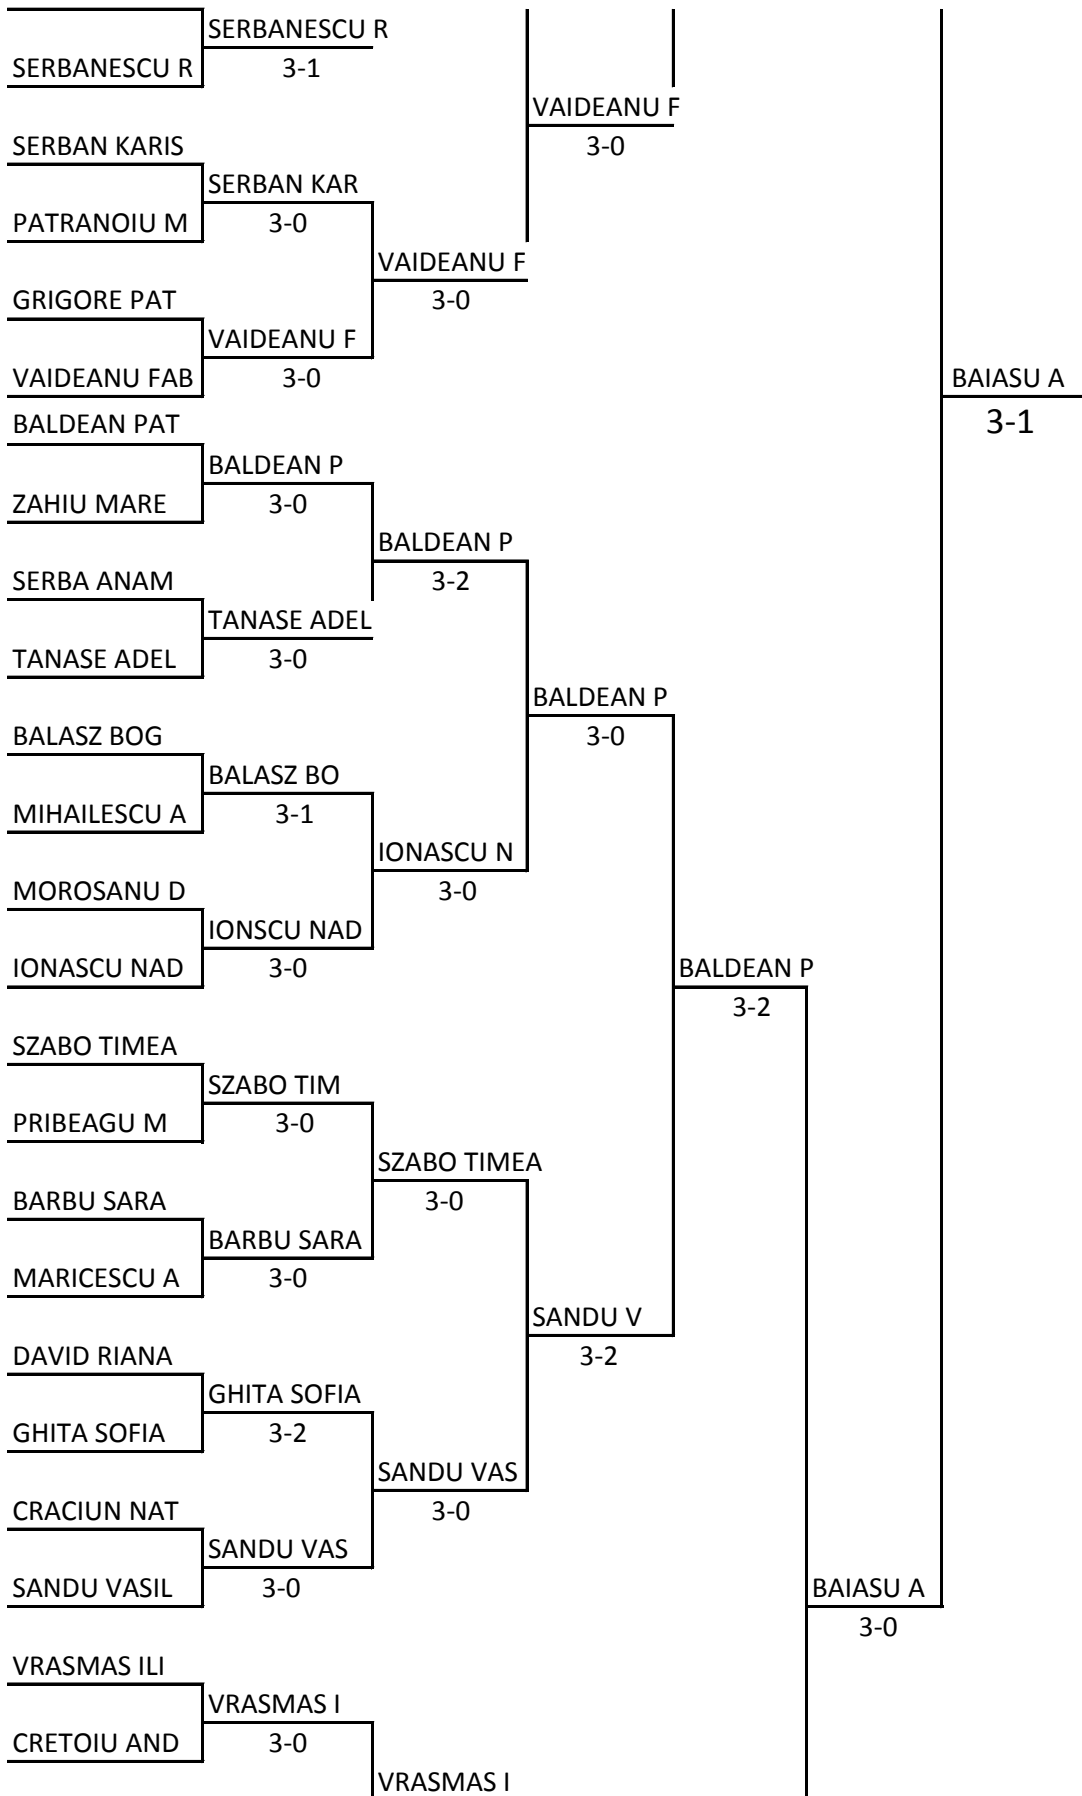 SERBANESCU R
SERBANESCU R
3-1
VAIDEANU F
3-0
SERBAN KARIS
SERBAN KAR
PATRANOIU M
3-0
VAIDEANU F
3-0
GRIGORE PAT
VAIDEANU F
VAIDEANU FAB
3-0
BAIASU A
3-1
BALDEAN PAT
BALDEAN P
ZAHIU MARE
3-0
BALDEAN P
3-2
SERBA ANAM
TANASE ADEL
TANASE ADEL
3-0
BALDEAN P
3-0
BALASZ BOG
BALASZ BO
MIHAILESCU A
3-1
IONASCU N
3-0
MOROSANU D
IONSCU NAD
IONASCU NAD
3-0
BALDEAN P
3-2
SZABO TIMEA
SZABO TIM
PRIBEAGU M
3-0
SZABO TIMEA
3-0
BARBU SARA
BARBU SARA
MARICESCU A
3-0
SANDU V
3-2
DAVID RIANA
GHITA SOFIA
GHITA SOFIA
3-2
SANDU VAS
3-0
CRACIUN NAT
SANDU VAS
SANDU VASIL
3-0
BAIASU A
3-0
VRASMAS ILI
VRASMAS I
CRETOIU AND
3-0
VRASMAS I